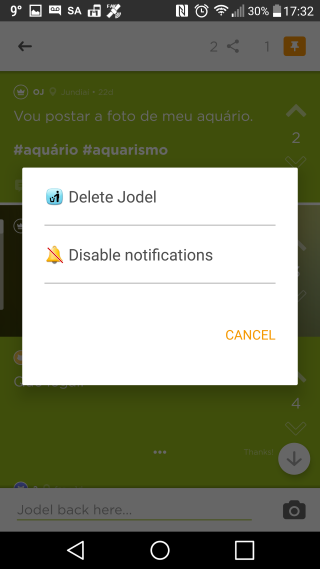 9° SA 30% 17:32
2 1
OJ Jundiaí • 22d
Vou postar a foto de meu aquário.
2
#aquário #aquarismo
Delete Jodel
Disable notifications
CANCEL
4
Thanks!
Jodel back here...